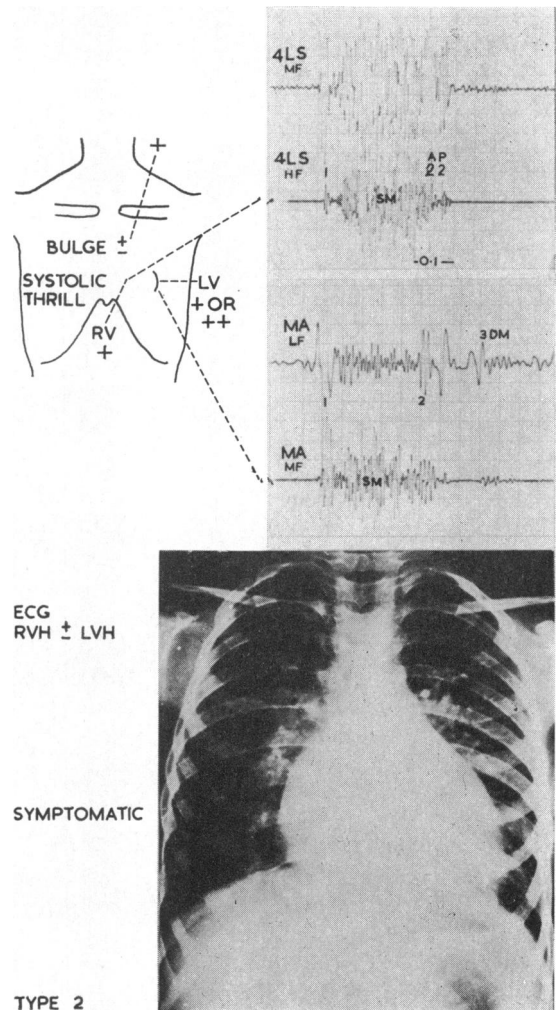 4LS
MF
4LS
HF
1
AP
22
SM
-0·1-
+
BULGE ±
SYSTOLIC
THRILL
LV
+ OR
++
RV
+
MA
LF
1
2
3DM
MA
MF
SM
ECG
RVH ± LVH
SYMPTOMATIC
TYPE 2